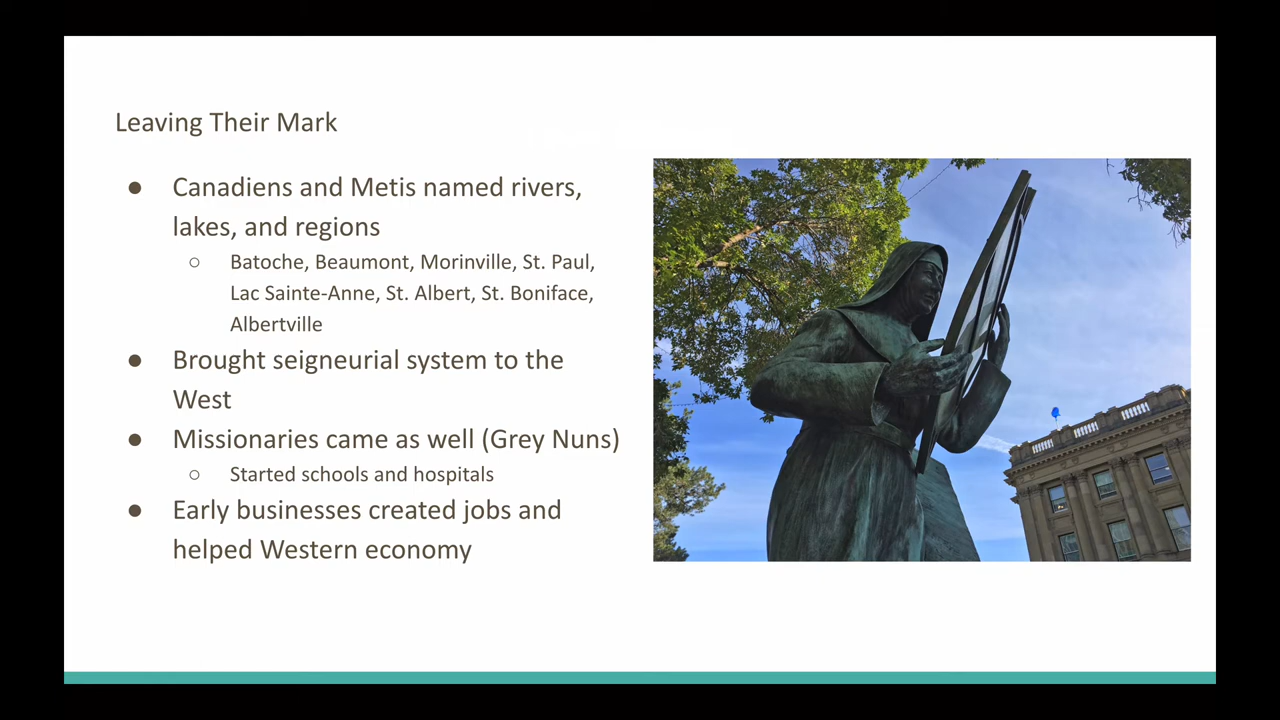 Leaving Their Mark
● Canadiens and Metis named rivers,
lakes, and regions
○ Batoche, Beaumont, Morinville, St. Paul,
Lac Sainte-Anne, St. Albert, St. Boniface,
Albertville
● Brought seigneurial system to the
West
● Missionaries came as well (Grey Nuns)
○ Started schools and hospitals
● Early businesses created jobs and
helped Western economy